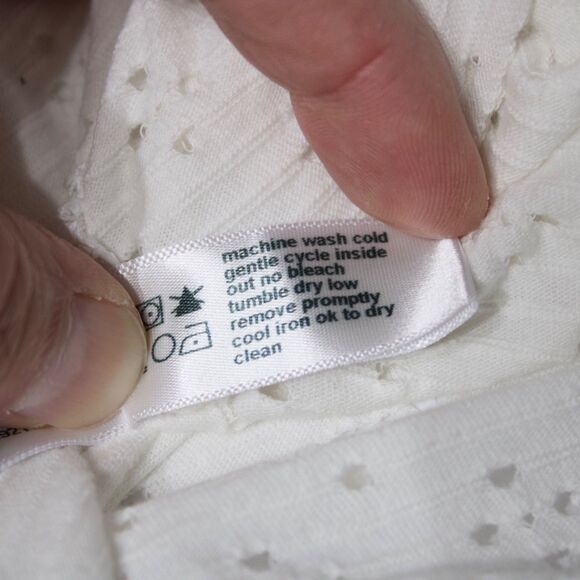 machine wash cold
gentle cycle inside
out no bleach
tumble dry low
remove promptly
cool iron ok to dry
clean